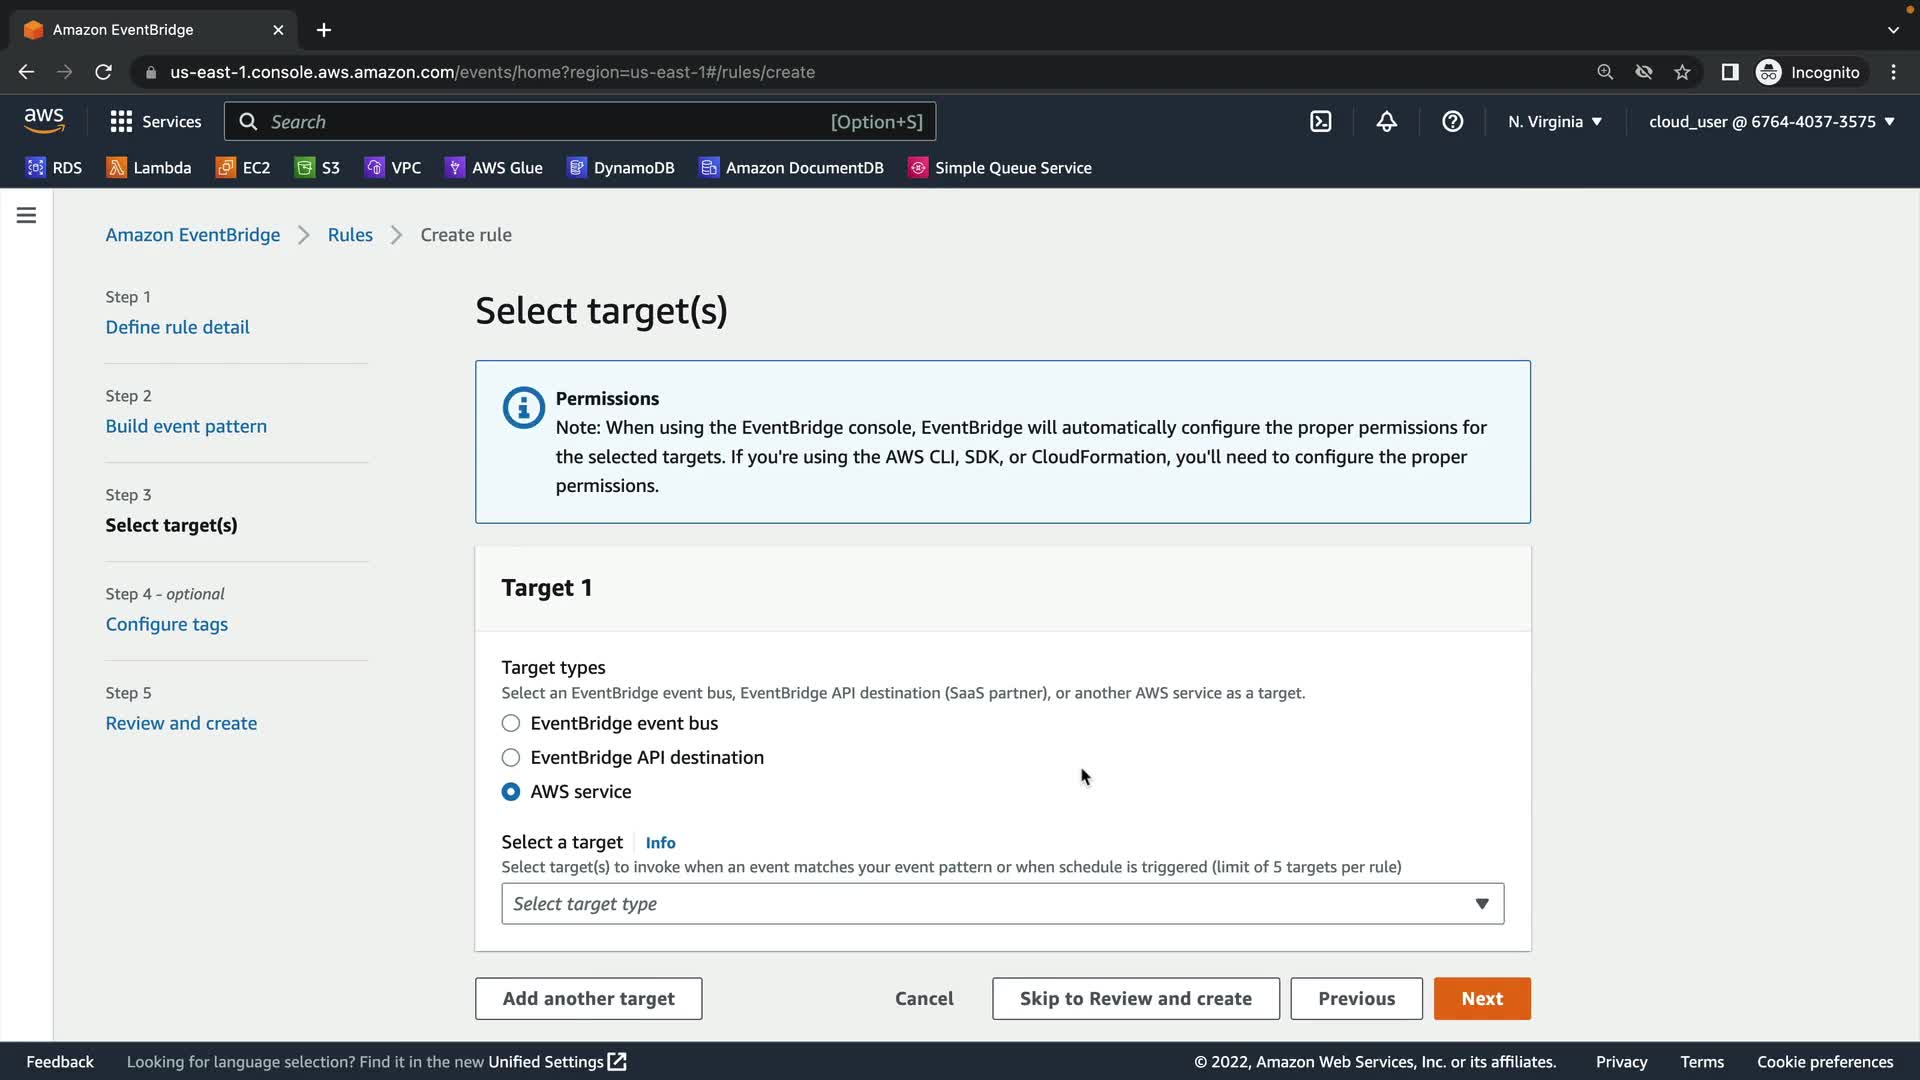 Amazon EventBridge
us-east-1.console.aws.amazon.com/events/home?region=us-east-1#/rules/create
Incognito
aws
Services
Search
[Option+S]
N. Virginia
cloud_user @ 6764-4037-3575
RDS
Lambda
EC2
S3
VPC
AWS Glue
DynamoDB
Amazon DocumentDB
Simple Queue Service
Amazon EventBridge
Rules
Create rule
Step 1
Define rule detail
Step 2
Build event pattern
Step 3
Select target(s)
Step 4 - optional
Configure tags
Step 5
Review and create
Select target(s)
Permissions
Note: When using the EventBridge console, EventBridge will automatically configure the proper permissions for
the selected targets. If you're using the AWS CLI, SDK, or CloudFormation, you'll need to configure the proper
permissions.
Target 1
Target types
Select an EventBridge event bus, EventBridge API destination (SaaS partner), or another AWS service as a target.
EventBridge event bus
EventBridge API destination
AWS service
Select a target
Info
Select target(s) to invoke when an event matches your event pattern or when schedule is triggered (limit of 5 targets per rule)
Select target type
Add another target
Cancel
Skip to Review and create
Previous
Next
Feedback
Looking for language selection? Find it in the new Unified Settings
© 2022, Amazon Web Services, Inc. or its affiliates.
Privacy
Terms
Cookie preferences